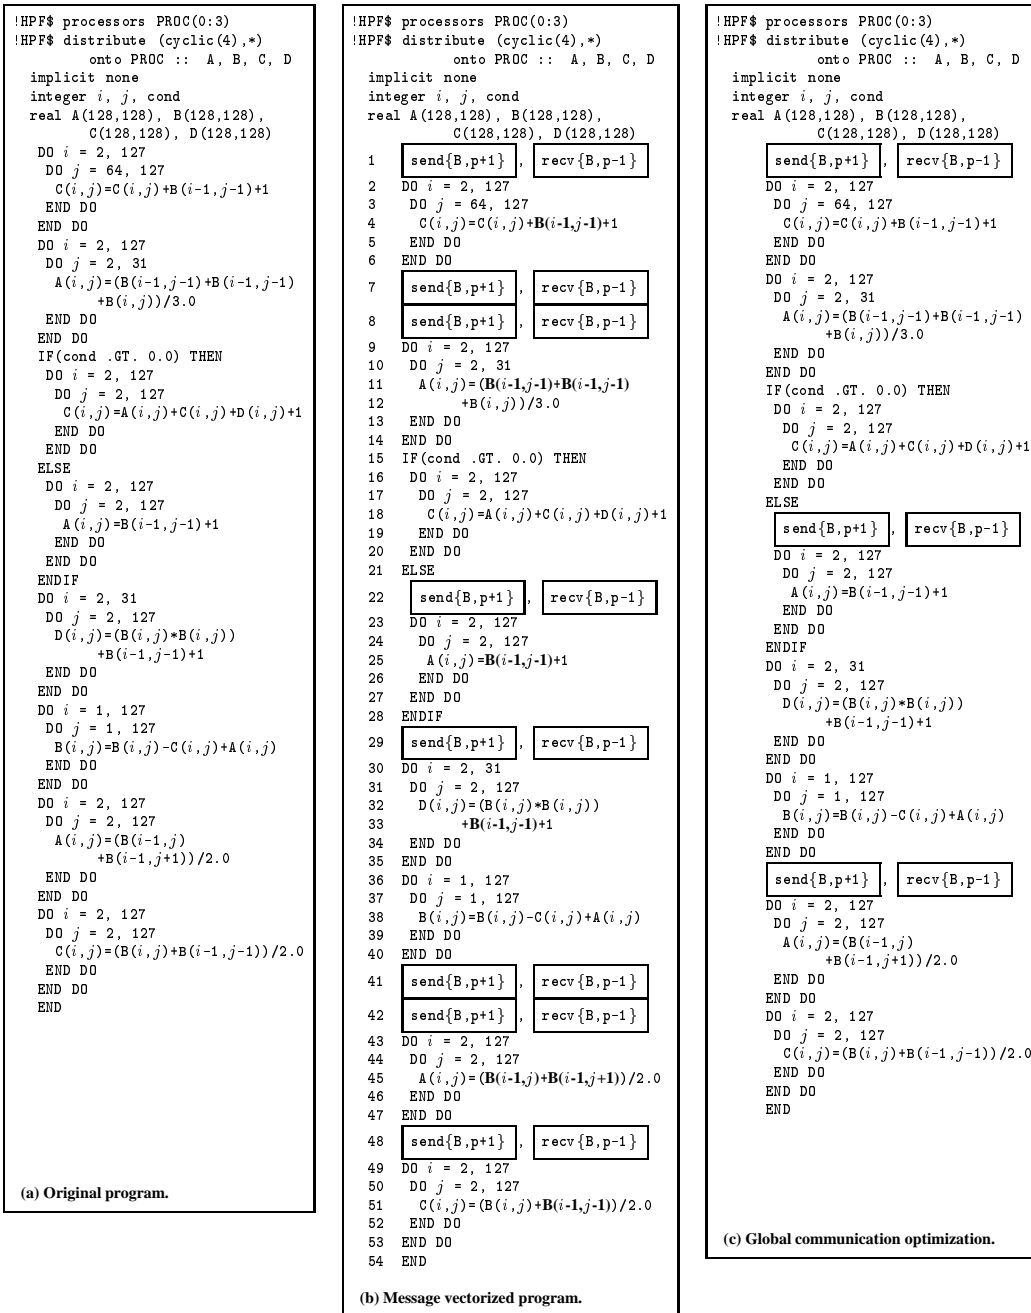 !HPF$ processors PROC(0:3)
!HPF$ distribute (cyclic(4),*)
onto PROC :: A, B, C, D
implicit none
integer i, j, cond
real A(128,128), B(128,128),
C(128,128), D(128,128)
DO i = 2, 127
DO j = 64, 127
C(i,j)=C(i,j)+B(i-1,j-1)+1
END DO
END DO
DO i = 2, 127
DO j = 2, 31
A(i,j)=(B(i-1,j-1)+B(i-1,j-1)
+B(i,j))/3.0
END DO
END DO
IF(cond .GT. 0.0) THEN
DO i = 2, 127
DO j = 2, 127
C(i,j)=A(i,j)+C(i,j)+D(i,j)+1
END DO
END DO
ELSE
DO i = 2, 127
DO j = 2, 127
A(i,j)=B(i-1,j-1)+1
END DO
END DO
ENDIF
DO i = 2, 31
DO j = 2, 127
D(i,j)=(B(i,j)*B(i,j))
+B(i-1,j-1)+1
END DO
END DO
DO i = 1, 127
DO j = 1, 127
B(i,j)=B(i,j)-C(i,j)+A(i,j)
END DO
END DO
DO i = 2, 127
DO j = 2, 127
A(i,j)=(B(i-1,j)
+B(i-1,j+1))/2.0
END DO
END DO
DO i = 2, 127
DO j = 2, 127
C(i,j)=(B(i,j)+B(i-1,j-1))/2.0
END DO
END DO
END
(a) Original program.
!HPF$ processors PROC(0:3)
!HPF$ distribute (cyclic(4),*)
onto PROC :: A, B, C, D
implicit none
integer i, j, cond
real A(128,128), B(128,128),
C(128,128), D(128,128)
1 send{B,p+1} , recv{B,p-1}
2 DO i = 2, 127
3 DO j = 64, 127
4 C(i,j)=C(i,j)+B(i-1,j-1)+1
5 END DO
6 END DO
7 send{B,p+1} , recv{B,p-1}
8 send{B,p+1} , recv{B,p-1}
9 DO i = 2, 127
10 DO j = 2, 31
11 A(i,j)=(B(i-1,j-1)+B(i-1,j-1)
12 +B(i,j))/3.0
13 END DO
14 END DO
15 IF(cond .GT. 0.0) THEN
16 DO i = 2, 127
17 DO j = 2, 127
18 C(i,j)=A(i,j)+C(i,j)+D(i,j)+1
19 END DO
20 END DO
21 ELSE
22 send{B,p+1} , recv{B,p-1}
23 DO i = 2, 127
24 DO j = 2, 127
25 A(i,j)=B(i-1,j-1)+1
26 END DO
27 END DO
28 ENDIF
29 send{B,p+1} , recv{B,p-1}
30 DO i = 2, 31
31 DO j = 2, 127
32 D(i,j)=(B(i,j)*B(i,j))
33 +B(i-1,j-1)+1
34 END DO
35 END DO
36 DO i = 1, 127
37 DO j = 1, 127
38 B(i,j)=B(i,j)-C(i,j)+A(i,j)
39 END DO
40 END DO
41 send{B,p+1} , recv{B,p-1}
42 send{B,p+1} , recv{B,p-1}
43 DO i = 2, 127
44 DO j = 2, 127
45 A(i,j)=(B(i-1,j)+B(i-1,j+1))/2.0
46 END DO
47 END DO
48 send{B,p+1} , recv{B,p-1}
49 DO i = 2, 127
50 DO j = 2, 127
51 C(i,j)=(B(i,j)+B(i-1,j-1))/2.0
52 END DO
53 END DO
54 END
(b) Message vectorized program.
!HPF$ processors PROC(0:3)
!HPF$ distribute (cyclic(4),*)
onto PROC :: A, B, C, D
implicit none
integer i, j, cond
real A(128,128), B(128,128),
C(128,128), D(128,128)
send{B,p+1} , recv{B,p-1}
DO i = 2, 127
DO j = 64, 127
C(i,j)=C(i,j)+B(i-1,j-1)+1
END DO
END DO
DO i = 2, 127
DO j = 2, 31
A(i,j)=(B(i-1,j-1)+B(i-1,j-1)
+B(i,j))/3.0
END DO
END DO
IF(cond .GT. 0.0) THEN
DO i = 2, 127
DO j = 2, 127
C(i,j)=A(i,j)+C(i,j)+D(i,j)+1
END DO
END DO
ELSE
send{B,p+1} , recv{B,p-1}
DO i = 2, 127
DO j = 2, 127
A(i,j)=B(i-1,j-1)+1
END DO
END DO
ENDIF
DO i = 2, 31
DO j = 2, 127
D(i,j)=(B(i,j)*B(i,j))
+B(i-1,j-1)+1
END DO
END DO
DO i = 1, 127
DO j = 1, 127
B(i,j)=B(i,j)-C(i,j)+A(i,j)
END DO
END DO
send{B,p+1} , recv{B,p-1}
DO i = 2, 127
DO j = 2, 127
A(i,j)=(B(i-1,j)
+B(i-1,j+1))/2.0
END DO
END DO
DO i = 2, 127
DO j = 2, 127
C(i,j)=(B(i,j)+B(i-1,j-1))/2.0
END DO
END DO
END
(c) Global communication optimization.